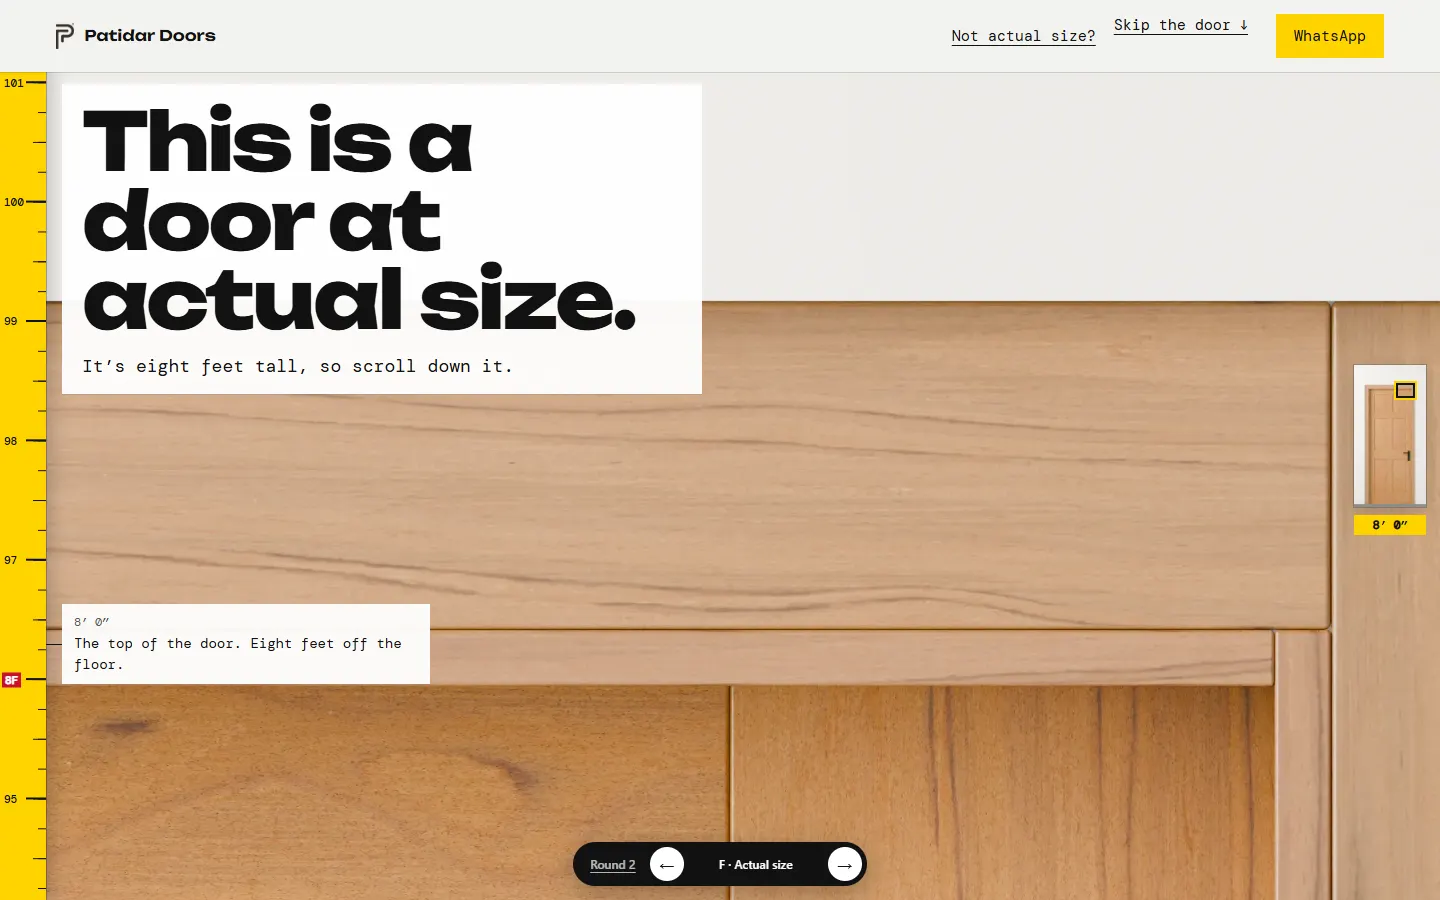 Patidar Doors
Not actual size?
Skip the door ↓
WhatsApp
101
100
99
98
97
8F
95
This is a
door at
actual size.
It’s eight feet tall, so scroll down it.
8′ 0″
8′ 0″
The top of the door. Eight feet off the
floor.
Round 2
←
F · Actual size
→